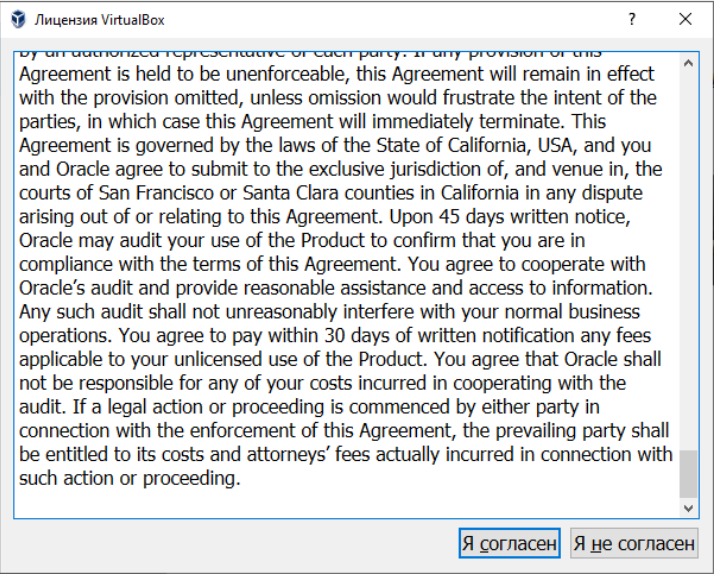 Лицензия VirtualBox
by an authorized representative of each party. If any provision of this
Agreement is held to be unenforceable, this Agreement will remain in effect
with the provision omitted, unless omission would frustrate the intent of the
parties, in which case this Agreement will immediately terminate. This
Agreement is governed by the laws of the State of California, USA, and you
and Oracle agree to submit to the exclusive jurisdiction of, and venue in, the
courts of San Francisco or Santa Clara counties in California in any dispute
arising out of or relating to this Agreement. Upon 45 days written notice,
Oracle may audit your use of the Product to confirm that you are in
compliance with the terms of this Agreement. You agree to cooperate with
Oracle’s audit and provide reasonable assistance and access to information.
Any such audit shall not unreasonably interfere with your normal business
operations. You agree to pay within 30 days of written notification any fees
applicable to your unlicensed use of the Product. You agree that Oracle shall
not be responsible for any of your costs incurred in cooperating with the
audit. If a legal action or proceeding is commenced by either party in
connection with the enforcement of this Agreement, the prevailing party shall
be entitled to its costs and attorneys’ fees actually incurred in connection with
such action or proceeding.
Я согласен Я не согласен